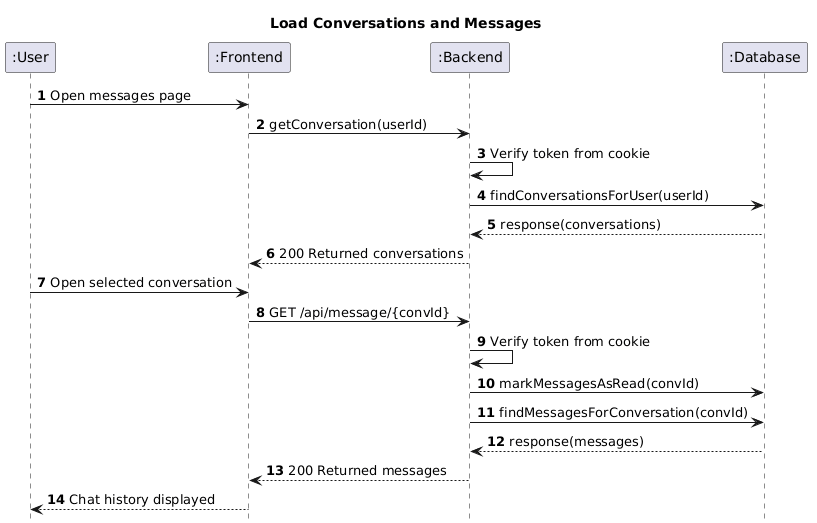 Load Conversations and Messages
:User
:Frontend
:Backend
:Database
1 Open messages page
2 getConversation(userId)
3 Verify token from cookie
4 findConversationsForUser(userId)
5 response(conversations)
6 200 Returned conversations
7 Open selected conversation
8 GET /api/message/{convId}
9 Verify token from cookie
10 markMessagesAsRead(convId)
11 findMessagesForConversation(convId)
12 response(messages)
13 200 Returned messages
14 Chat history displayed